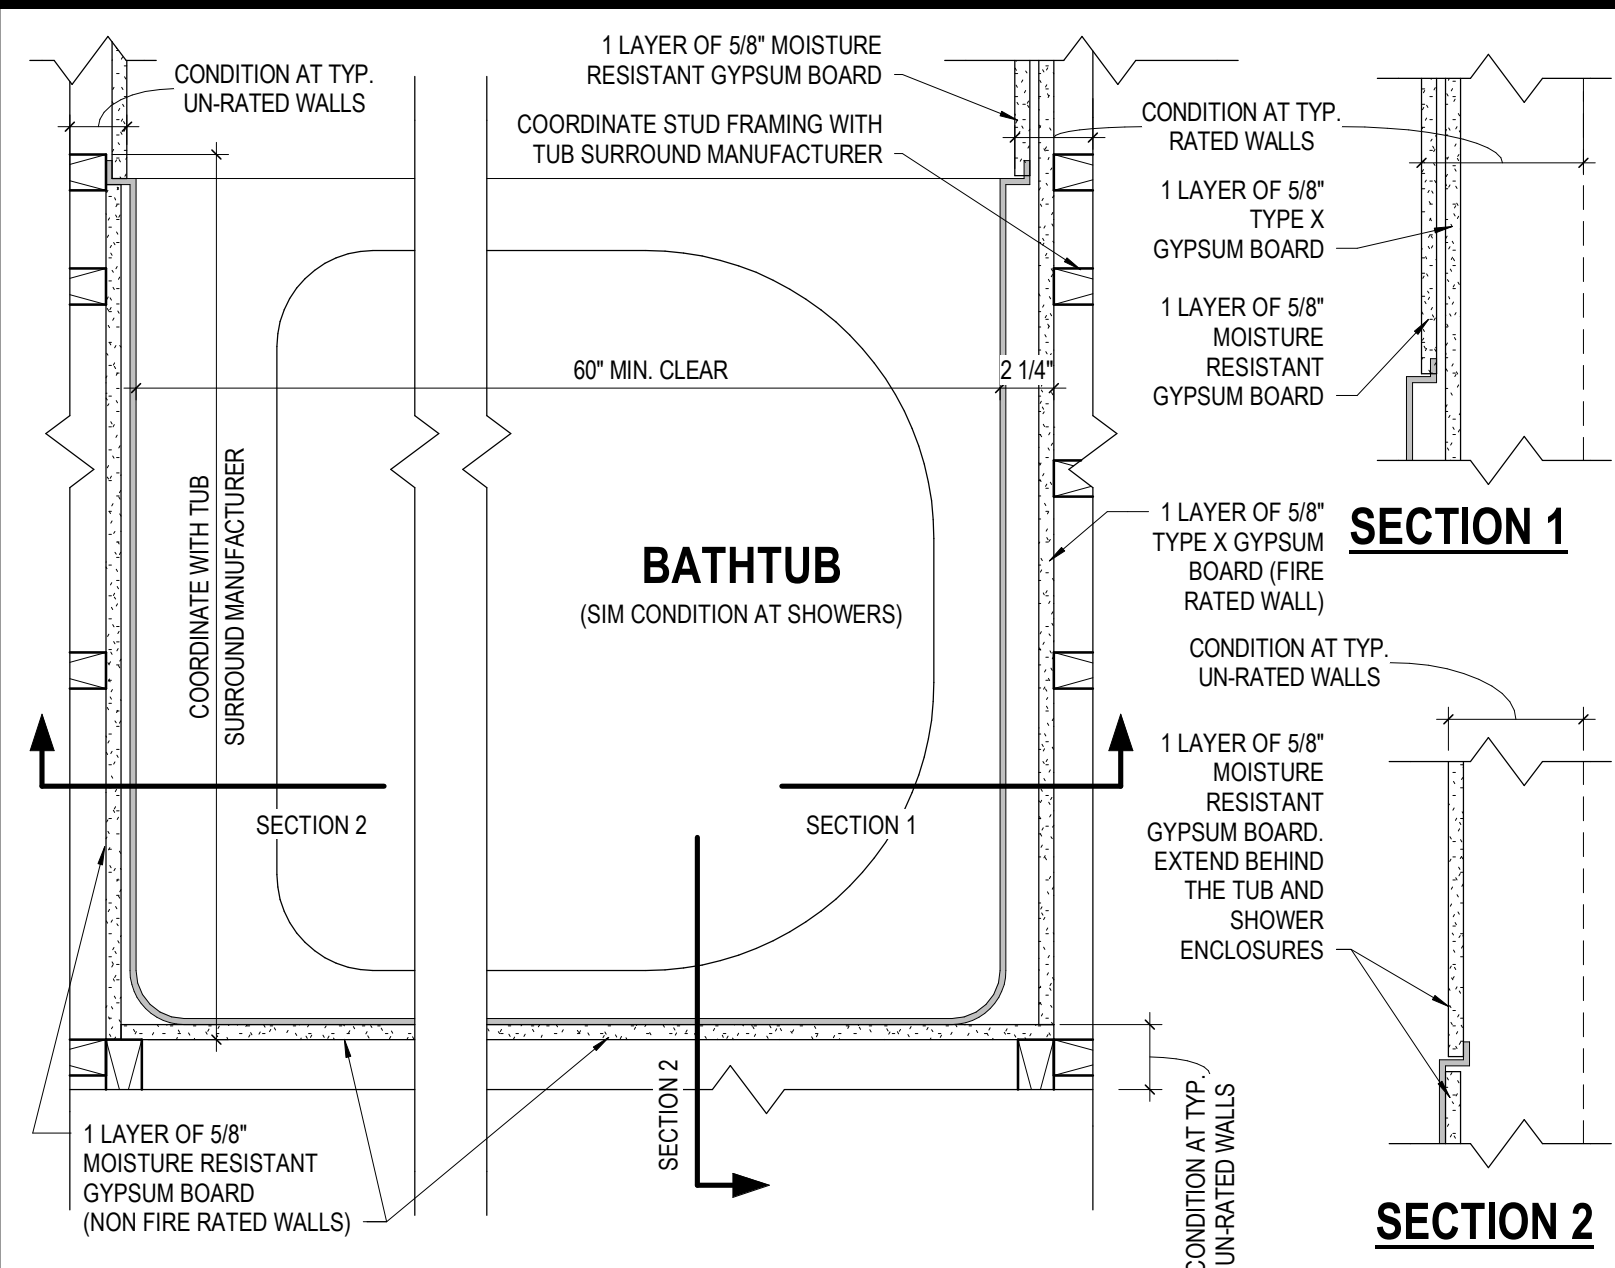 CONDITION AT TYP.
UN-RATED WALLS
1 LAYER OF 5/8" MOISTURE
RESISTANT GYPSUM BOARD
COORDINATE STUD FRAMING WITH
TUB SURROUND MANUFACTURER
CONDITION AT TYP.
RATED WALLS
1 LAYER OF 5/8"
TYPE X
GYPSUM BOARD
1 LAYER OF 5/8"
MOISTURE
RESISTANT
GYPSUM BOARD
60" MIN. CLEAR
2 1/4"
COORDINATE WITH TUB
SURROUND MANUFACTURER
BATHTUB
(SIM CONDITION AT SHOWERS)
1 LAYER OF 5/8"
TYPE X GYPSUM
BOARD (FIRE
RATED WALL)
SECTION 1
CONDITION AT TYP.
UN-RATED WALLS
1 LAYER OF 5/8"
MOISTURE
RESISTANT
GYPSUM BOARD.
EXTEND BEHIND
THE TUB AND
SHOWER
ENCLOSURES
SECTION 2
SECTION 1
SECTION 2
CONDITION AT TYP.
UN-RATED WALLS
1 LAYER OF 5/8"
MOISTURE RESISTANT
GYPSUM BOARD
(NON FIRE RATED WALLS)
SECTION 2